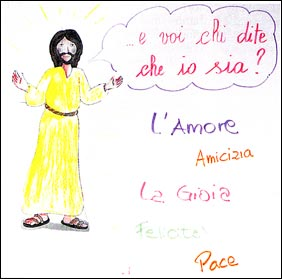 ...e voi chi dite
che io sia?
L'Amore
Amicizia
La Gioia
Felicità
Pace